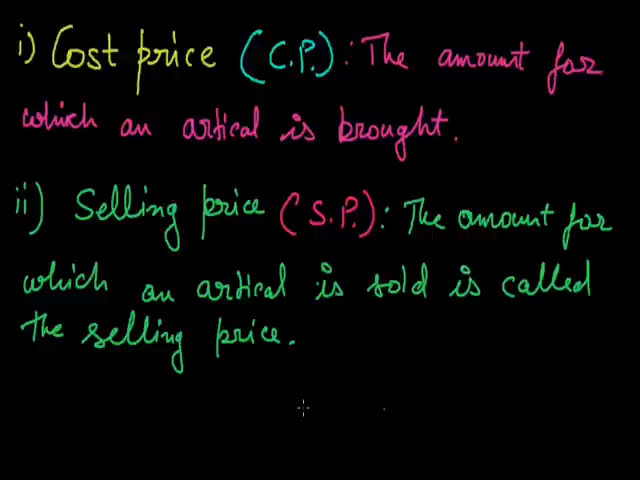 i) Cost price (C.P.) : The amount for
which an artical is brought.
ii) Selling price (S.P.) : The amount for
which an artical is sold is called
the selling price.